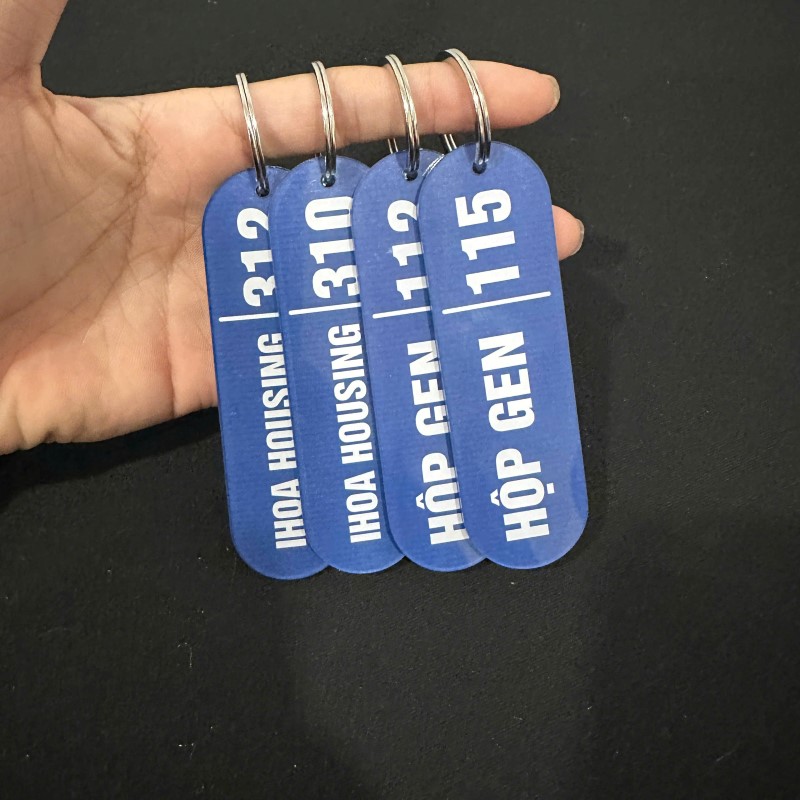 IHOA HOUSING | 312
IHOA HOUSING | 310
HỘP GEN | 112
HỘP GEN | 115